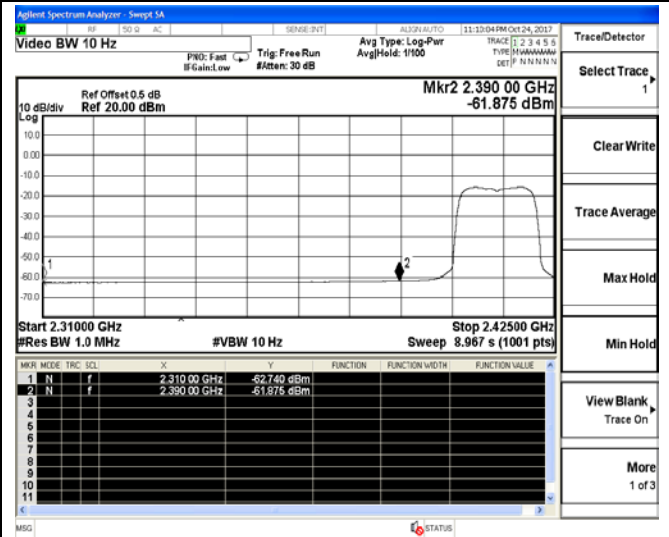 Agilent Spectrum Analyzer - Swept SA
RF 50 Ω AC SENSE:INT ALIGN AUTO 11:10:04 PM Oct 24, 2017
Video BW 10 Hz
PNO: Fast
IFGain:Low
Trig: Free Run
#Atten: 30 dB
Avg Type: Log-Pwr
Avg|Hold: 1/100
TRACE 1 2 3 4 5 6
TYPE
DET P N N N N N
Ref Offset 0.5 dB
Ref 20.00 dBm
Mkr2 2.390 00 GHz
-61.875 dBm
10 dB/div
Log
10.0
0.00
-10.0
-20.0
-30.0
-40.0
-50.0
-60.0
-70.0
1
2
Start 2.31000 GHz
Stop 2.42500 GHz
#Res BW 1.0 MHz
#VBW 10 Hz
Sweep 8.967 s (1001 pts)
MKR MODE TRC SCL X Y FUNCTION FUNCTION WIDTH FUNCTION VALUE
1 N f 2.310 00 GHz -62.740 dBm
2 N f 2.390 00 GHz -61.875 dBm
3
4
5
6
7
8
9
10
11
MSG
STATUS
Trace/Detector
Select Trace
1
Clear Write
Trace Average
Max Hold
Min Hold
View Blank
Trace On
More
1 of 3